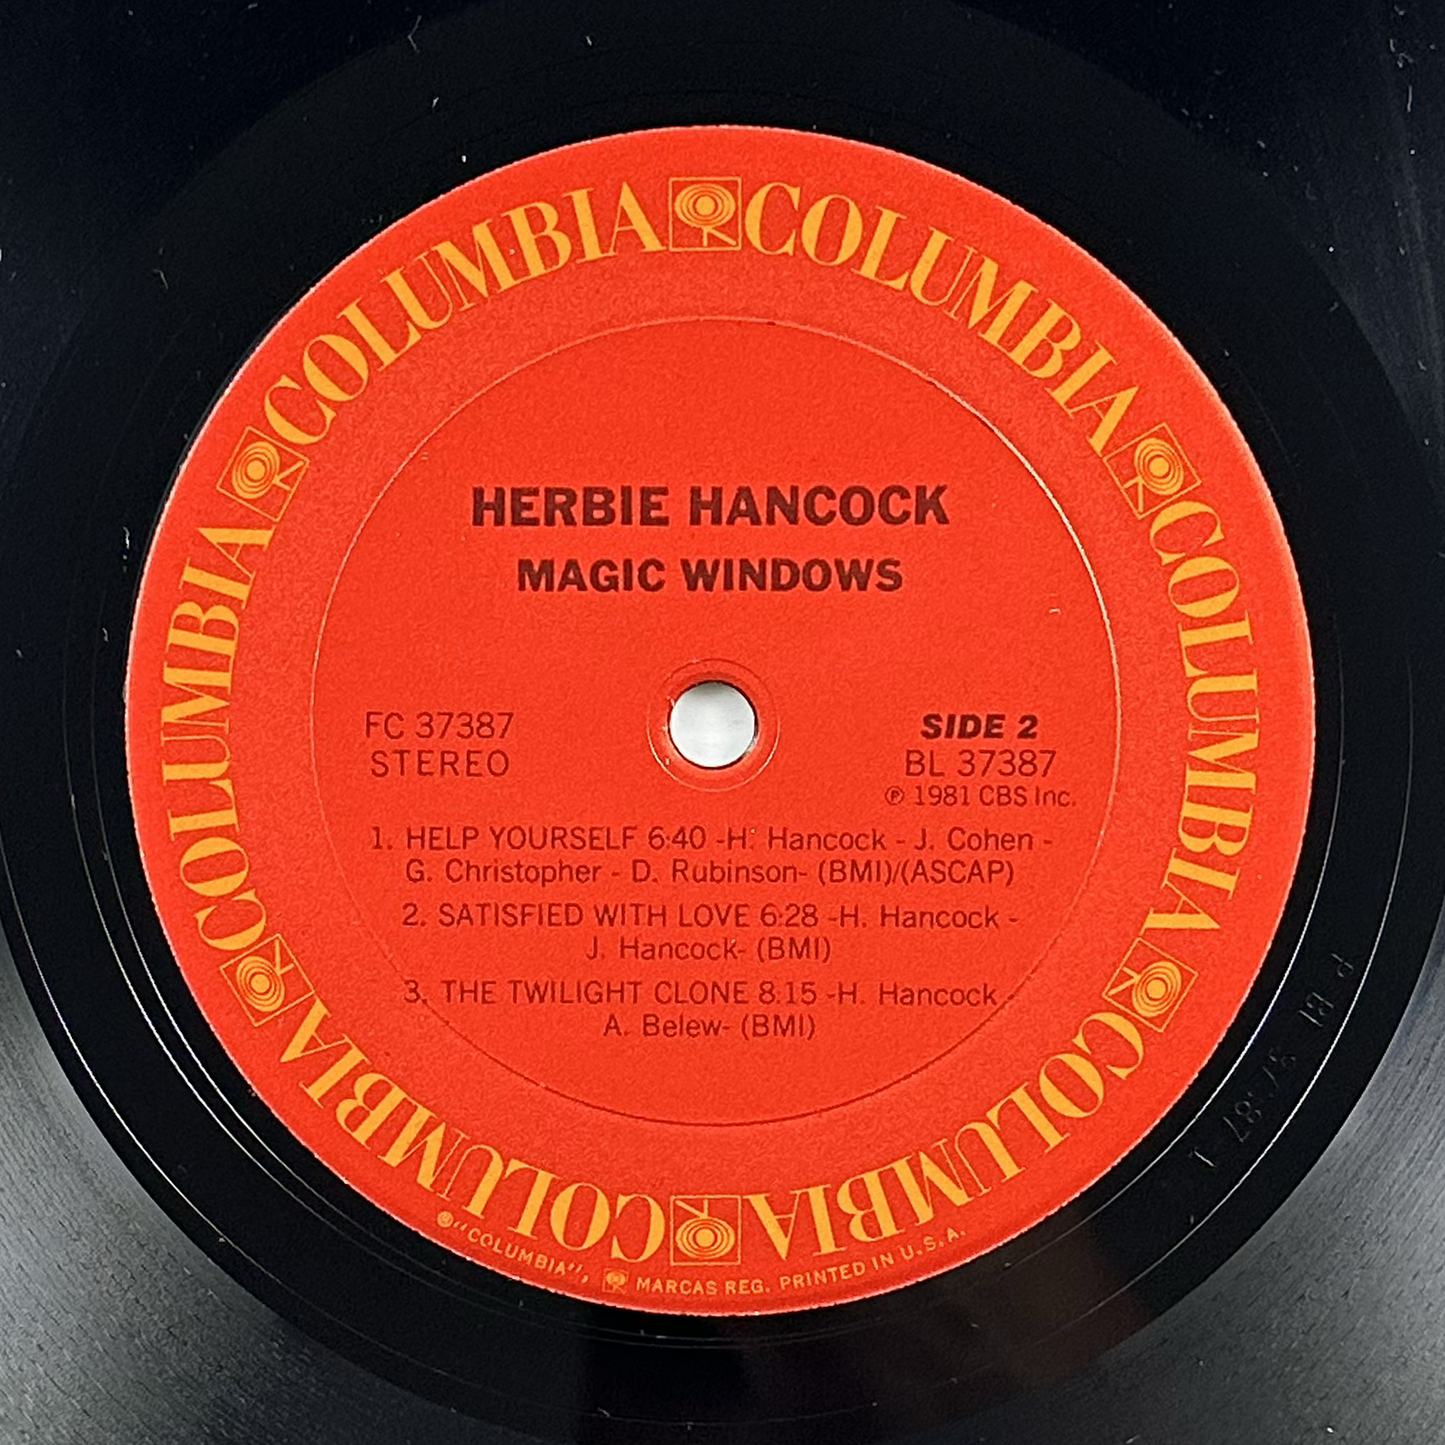 COLUMBIA COLUMBIA COLUMBIA COLUMBIA COLUMBIA COLUMBIA
HERBIE HANCOCK
MAGIC WINDOWS
FC 37387
STEREO
SIDE 2
BL 37387
℗ 1981 CBS Inc.
1. HELP YOURSELF 6:40 -H. Hancock - J. Cohen -
G. Christopher - D. Rubinson- (BMI)/(ASCAP)
2. SATISFIED WITH LOVE 6:28 -H. Hancock -
J. Hancock- (BMI)
3. THE TWILIGHT CLONE 8:15 -H. Hancock -
A. Belew- (BMI)
® "COLUMBIA", MARCAS REG. PRINTED IN U.S.A.